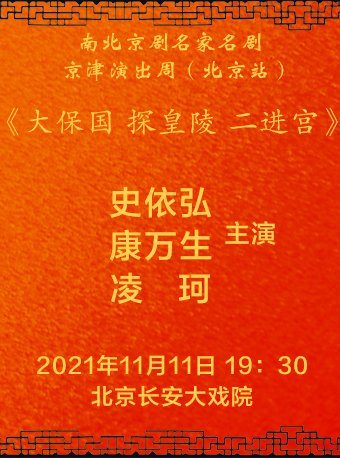 南北京剧名家名剧
京津演出周（北京站）
《大保国 探皇陵 二进宫》
史依弘
康万生 主演
凌 珂
2021年11月11日 19：30
北京长安大戏院